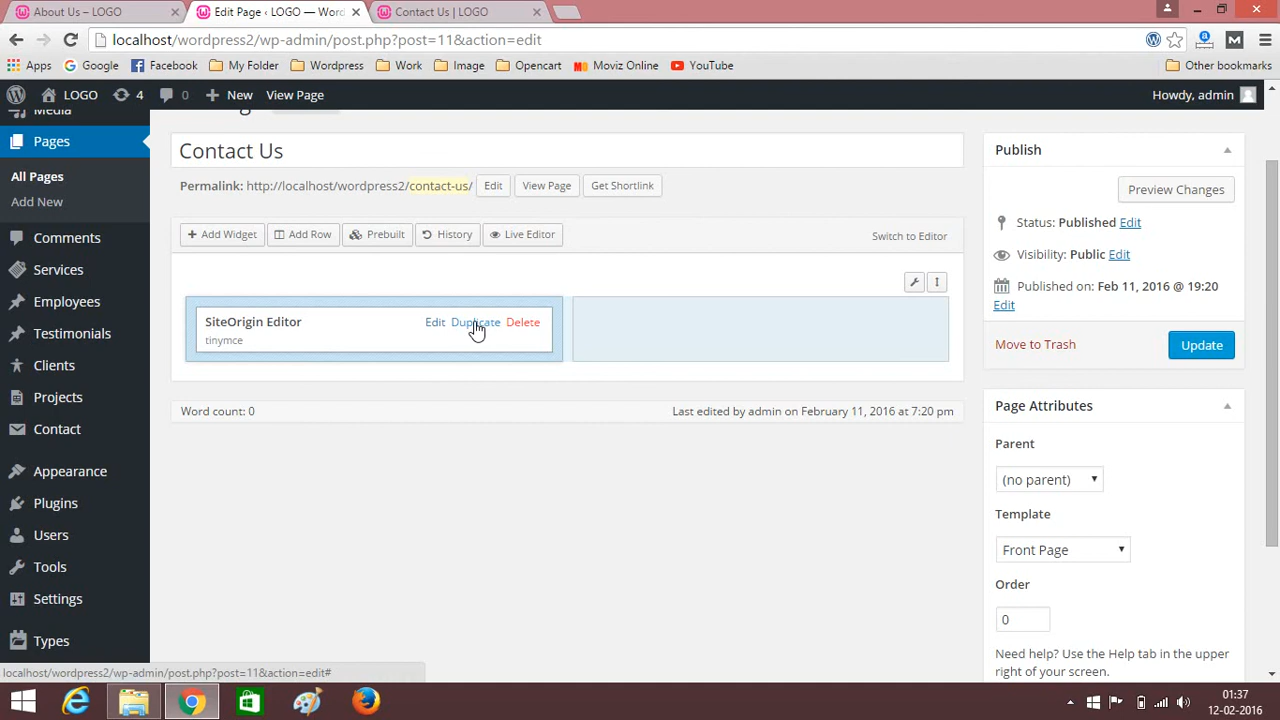 About Us – LOGO
Edit Page ‹ LOGO — Wor
Contact Us | LOGO
localhost/wordpress2/wp-admin/post.php?post=11&action=edit
Apps Google Facebook My Folder Wordpress Work Image Opencart Moviz Online YouTube Other bookmarks
LOGO 4 0 New View Page Howdy, admin
Media
Pages
All Pages
Add New
Comments
Services
Employees
Testimonials
Clients
Projects
Contact
Appearance
Plugins
Users
Tools
Settings
Types
Contact Us
Permalink: http://localhost/wordpress2/contact-us/ Edit View Page Get Shortlink
Add Widget Add Row Prebuilt History Live Editor Switch to Editor
SiteOrigin Editor Edit Duplicate Delete
tinymce
Word count: 0 Last edited by admin on February 11, 2016 at 7:20 pm
Publish
Preview Changes
Status: Published Edit
Visibility: Public Edit
Published on: Feb 11, 2016 @ 19:20
Edit
Move to Trash Update
Page Attributes
Parent
(no parent)
Template
Front Page
Order
0
Need help? Use the Help tab in the upper
right of your screen.
localhost/wordpress2/wp-admin/post.php?post=11&action=edit#
01:37
12-02-2016